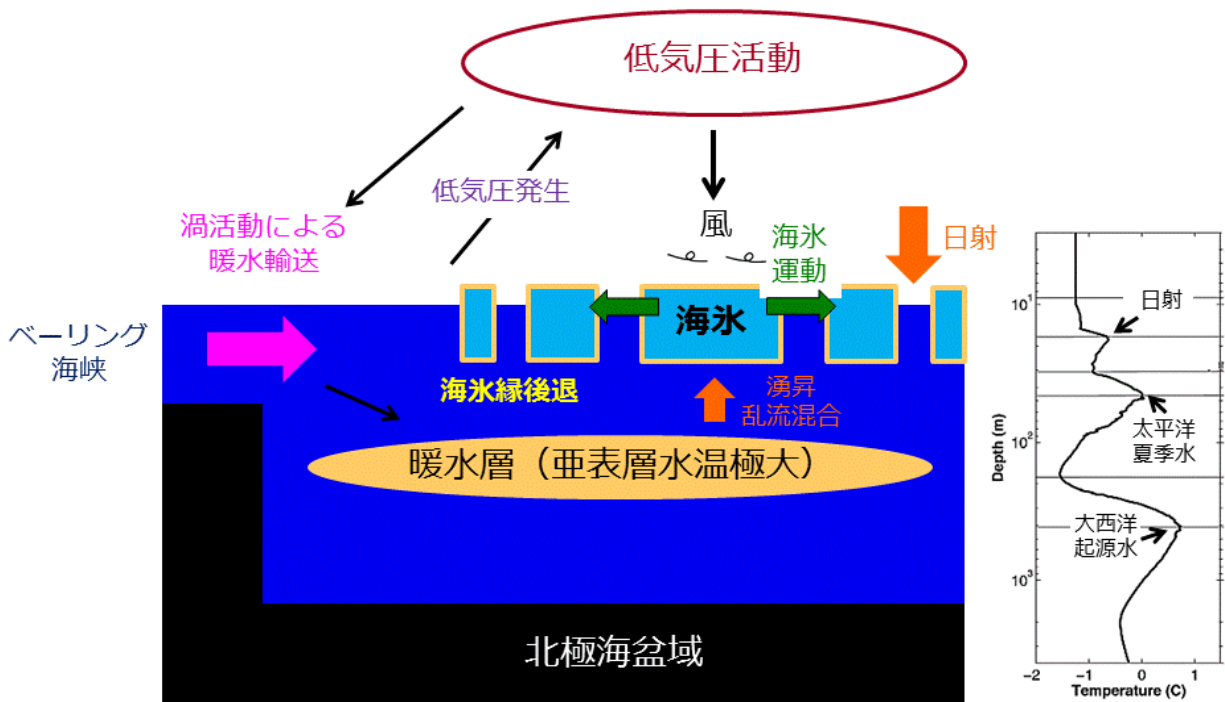 低気圧活動
低気圧発生
渦活動による
暖水輸送
風
海氷
運動
日射
ベーリング
海峡
海氷
海氷縁後退
湧昇
乱流混合
暖水層（亜表層水温極大）
北極海盆域
日射
太平洋
夏季水
大西洋
起源水
Depth (m)
10¹
10²
10³
−2 −1 0 1
Temperature (C)